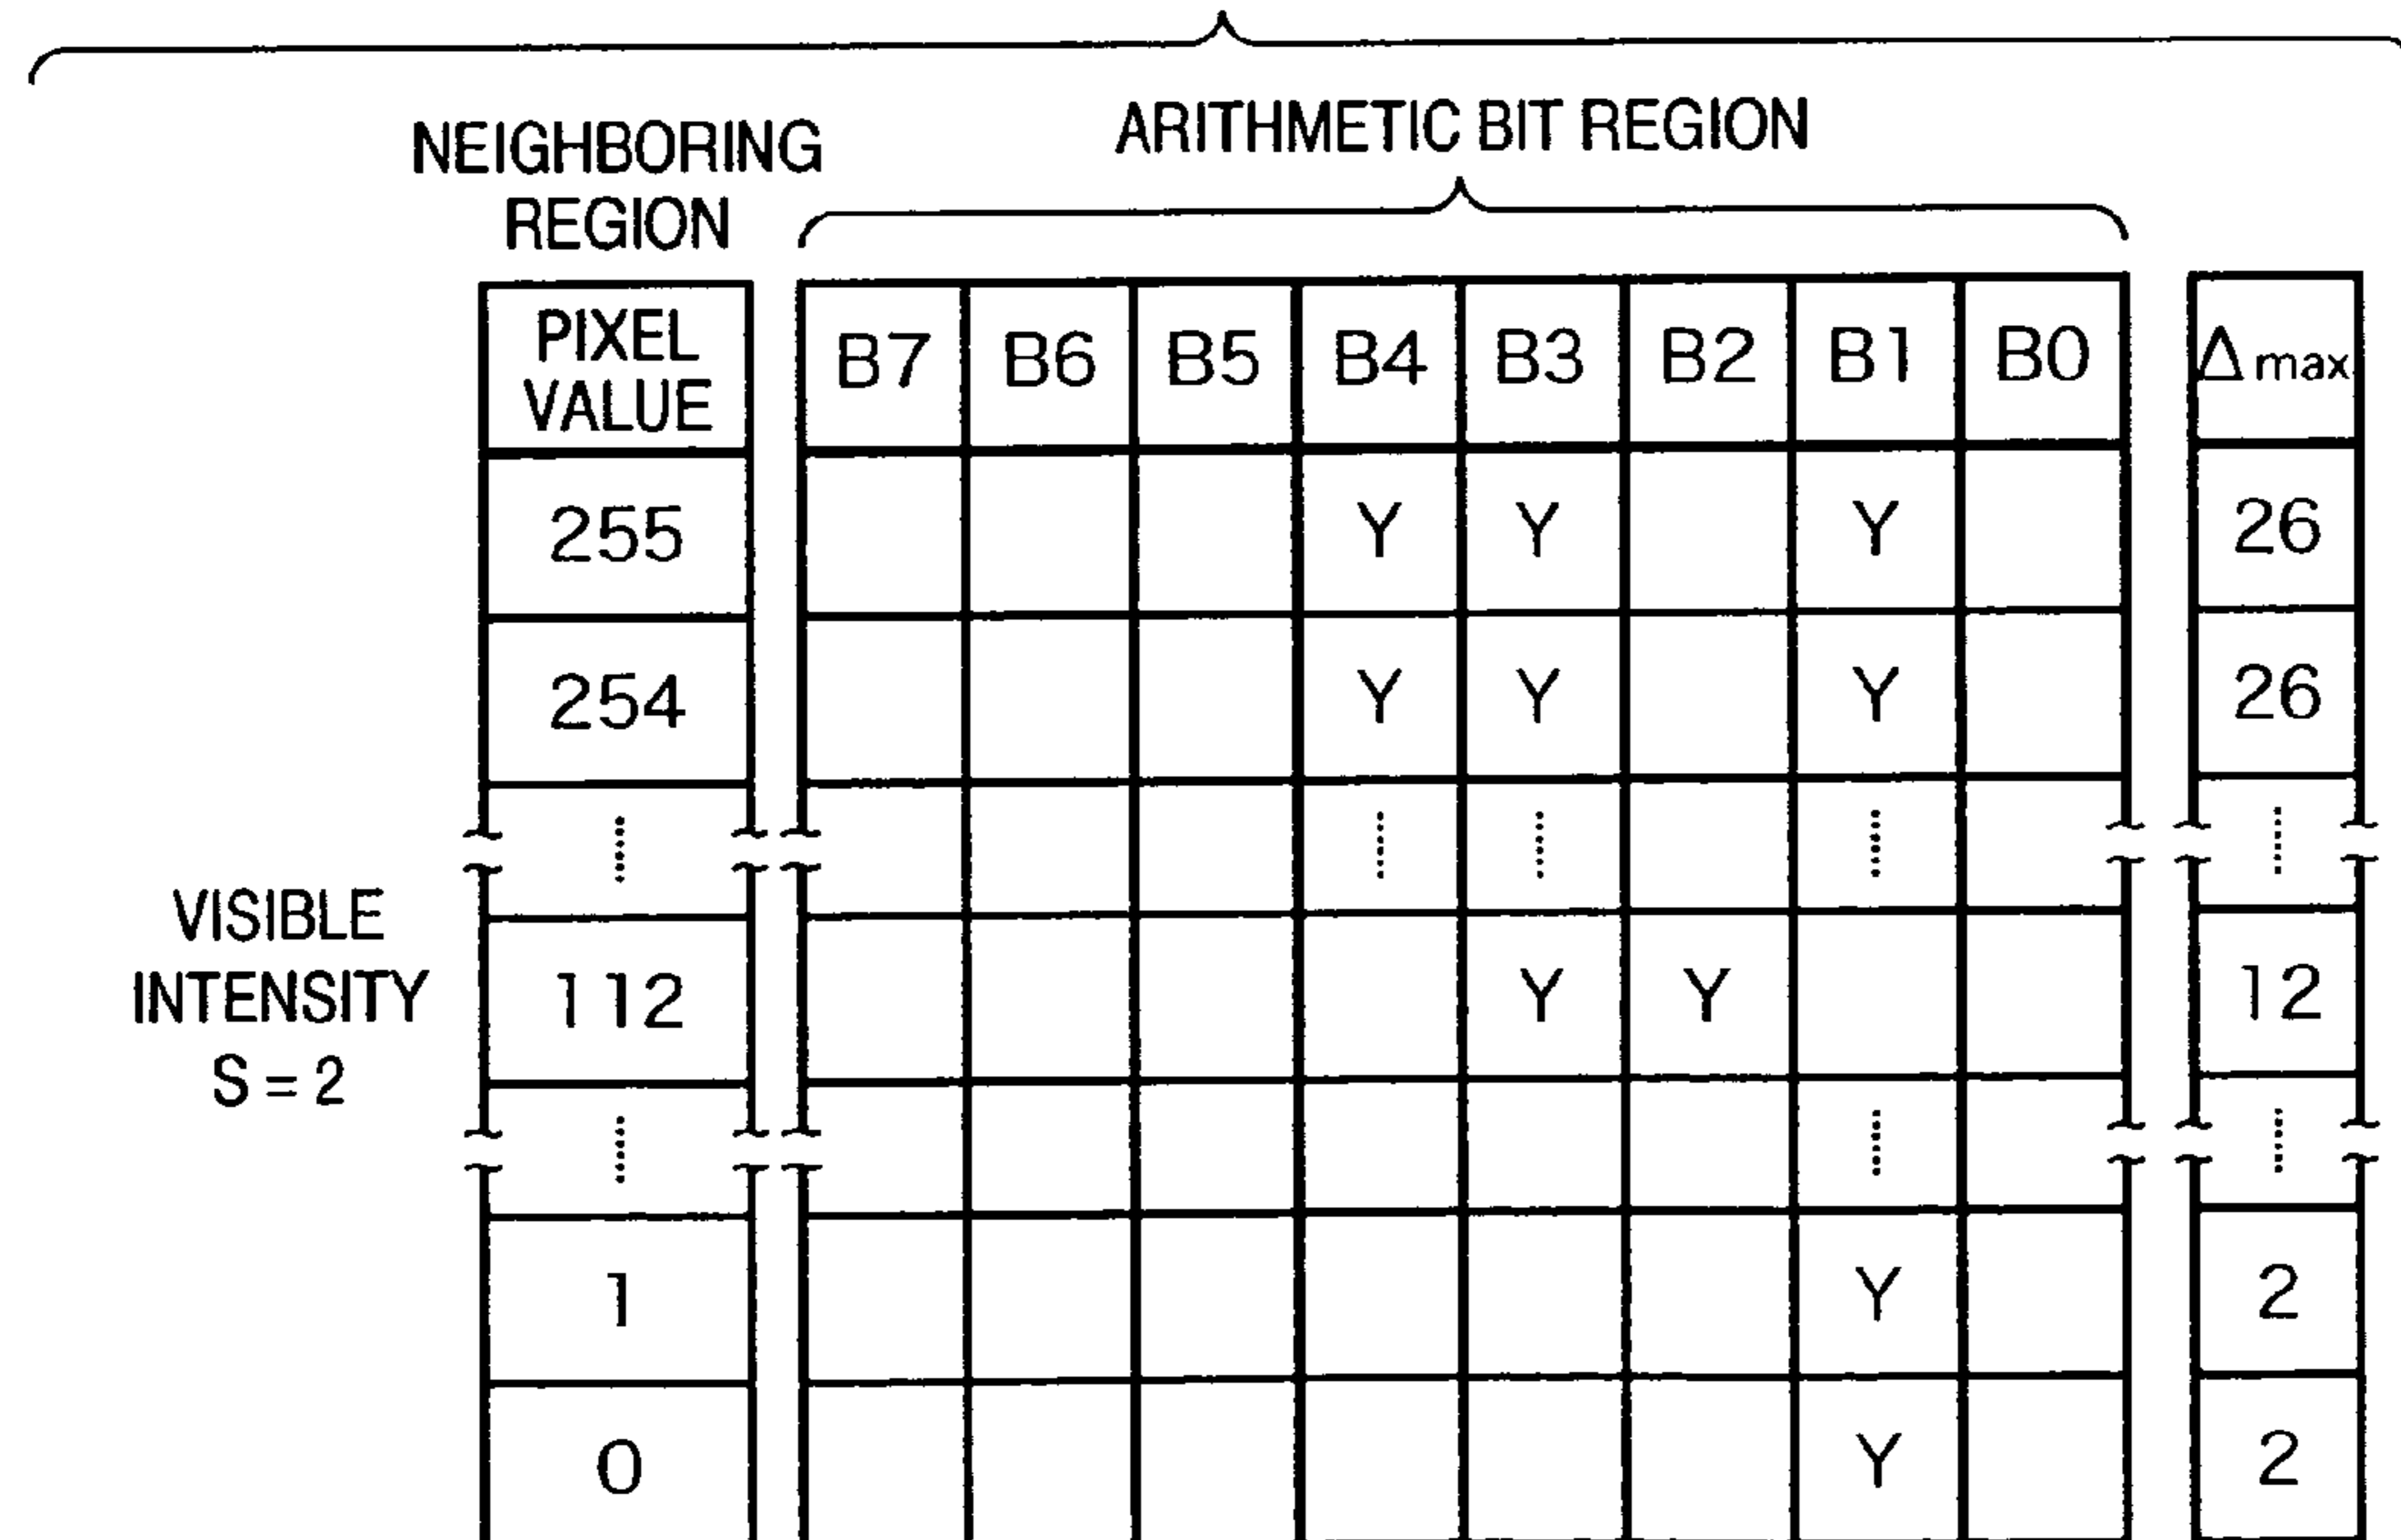 ARITHMETIC BIT REGION
NEIGHBORING
REGION
PIXEL
VALUE
B7 B6 B5 B4 B3 B2 B1 B0 Δmax
255 Y Y Y 26
254 Y Y Y 26
VISIBLE
INTENSITY
S = 2
112 Y Y 12
1 Y 2
0 Y 2